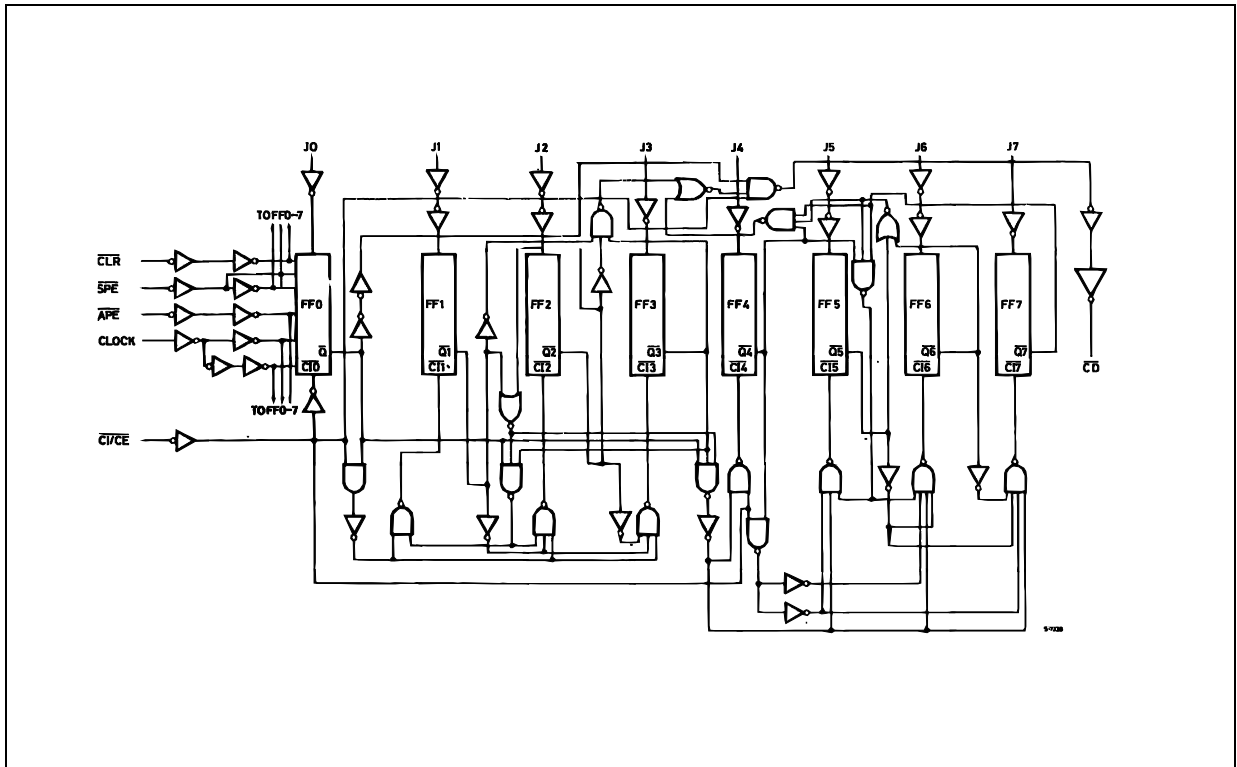 J0 J1 J2 J3 J4 J5 J6 J7
TOFF0-7
CLR
SPE
APE
CLOCK
FF0 FF1 FF2 FF3 FF4 FF5 FF6 FF7
Q Q1 Q2 Q3 Q4 Q5 Q6 Q7
CI0 CI1 CI2 CI3 CI4 CI5 CI6 CI7
CD
TOFF0-7
CI/CE